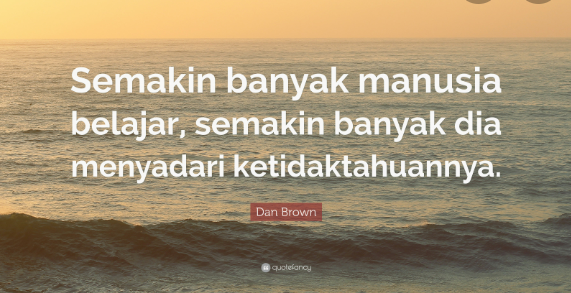 Semakin banyak manusia
belajar, semakin banyak dia
menyadari ketidaktahuannya.
Dan Brown
quotefancy